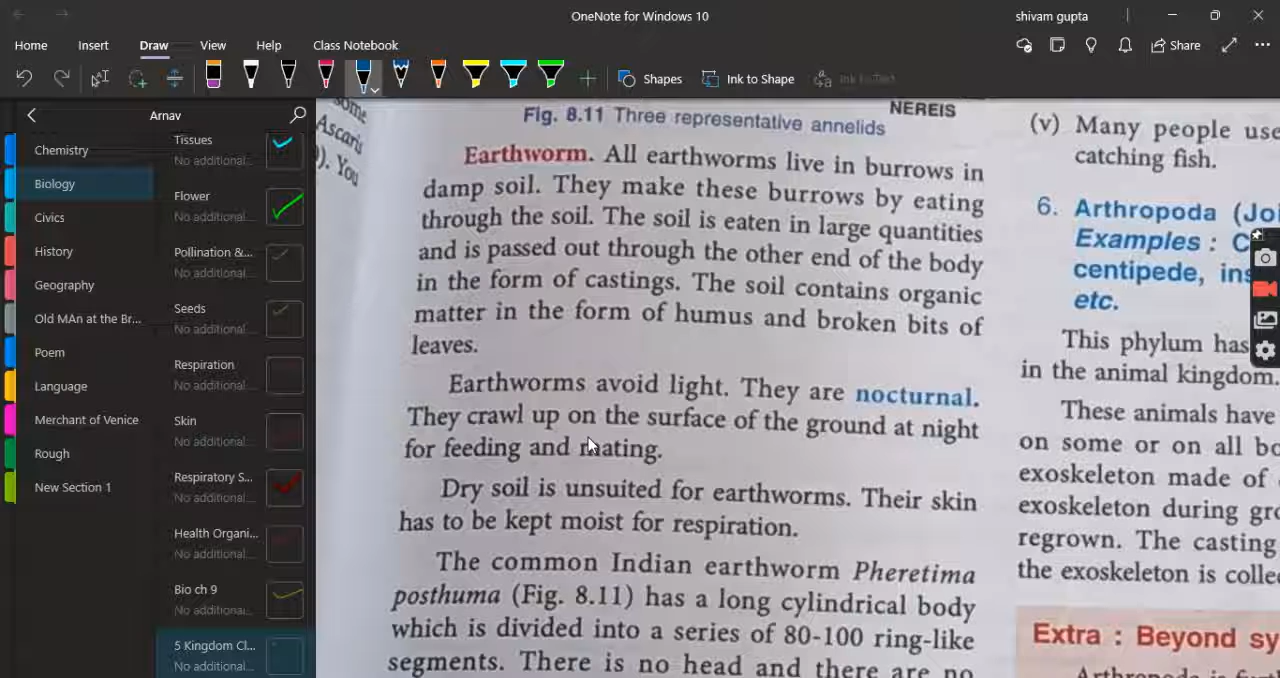 OneNote for Windows 10
shivam gupta
Home
Insert
Draw
View
Help
Class Notebook
Share
Shapes
Ink to Shape
Ink to Text
Arnav
Chemistry
Biology
Civics
History
Geography
Old MAn at the Br...
Poem
Language
Merchant of Venice
Rough
New Section 1
Tissues
No additional...
Flower
No additional...
Pollination &...
No additional...
Seeds
No additional...
Respiration
No additional...
Skin
No additional...
Respiratory S...
No additional...
Health Organi...
No additional...
Bio ch 9
No additional...
5 Kingdom Cl...
No additional...
some
Ascaris
). You
NEREIS
Fig. 8.11 Three representative annelids
Earthworm. All earthworms live in burrows in
damp soil. They make these burrows by eating
through the soil. The soil is eaten in large quantities
and is passed out through the other end of the body
in the form of castings. The soil contains organic
matter in the form of humus and broken bits of
leaves.
Earthworms avoid light. They are nocturnal.
They crawl up on the surface of the ground at night
for feeding and mating.
Dry soil is unsuited for earthworms. Their skin
has to be kept moist for respiration.
The common Indian earthworm Pheretima
posthuma (Fig. 8.11) has a long cylindrical body
which is divided into a series of 80-100 ring-like
segments. There is no head and there are no
(v) Many people use
catching fish.
6. Arthropoda (Joi
Examples : C
centipede, ins
etc.
This phylum has
in the animal kingdom.
These animals have
on some or on all bo
exoskeleton made of
exoskeleton during gro
regrown. The casting
the exoskeleton is colle
Extra : Beyond sy